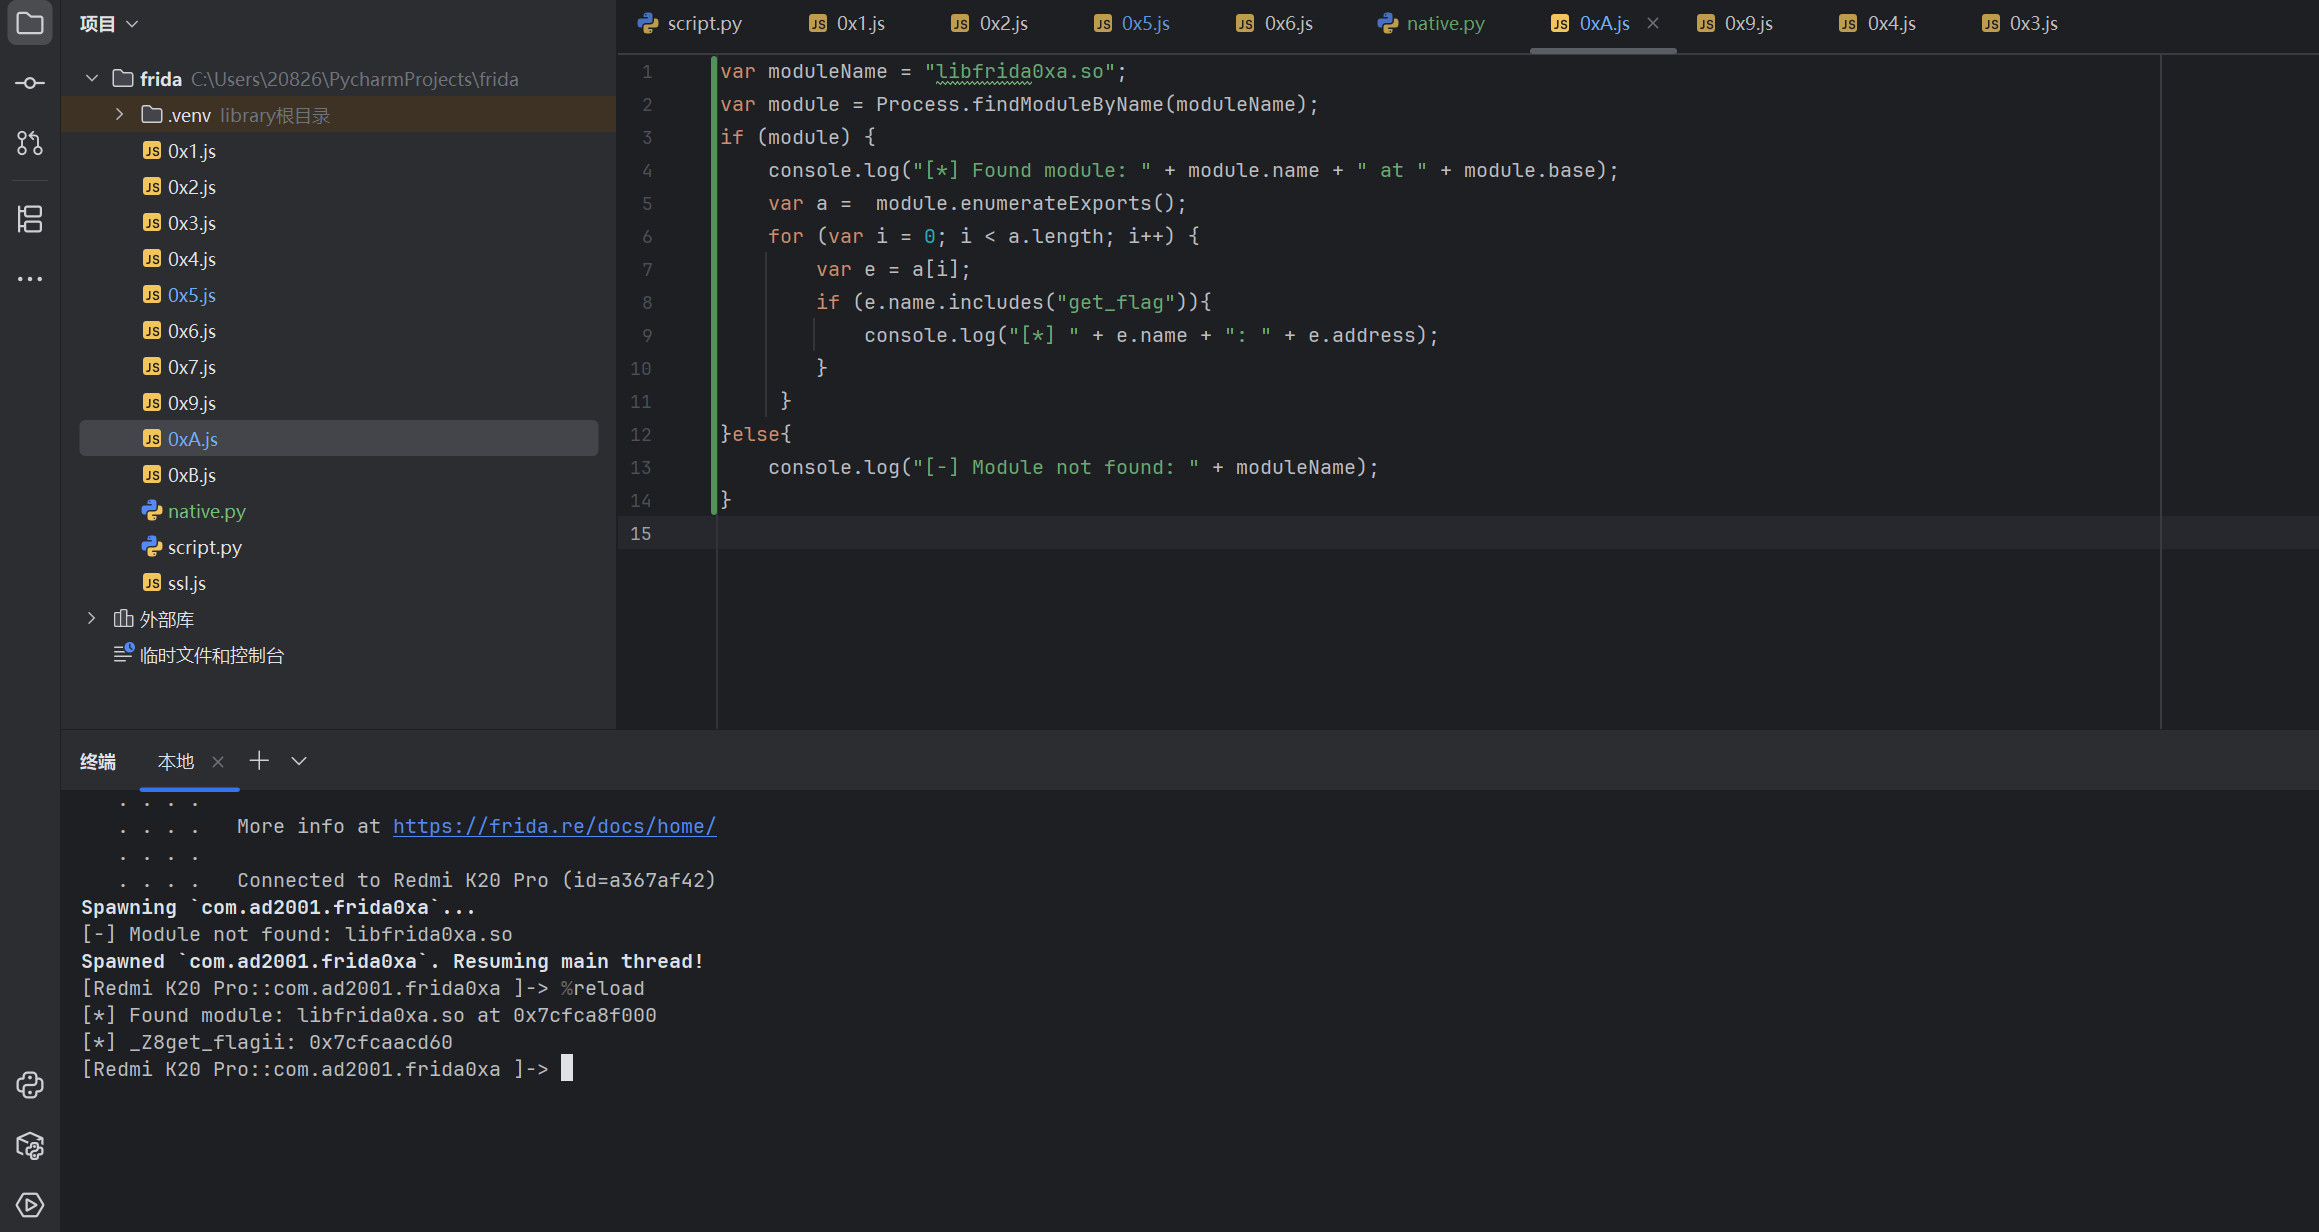 项目
frida C:\Users\20826\PycharmProjects\frida
.venv library根目录
0x1.js
0x2.js
0x3.js
0x4.js
0x5.js
0x6.js
0x7.js
0x9.js
0xA.js
0xB.js
native.py
script.py
ssl.js
外部库
临时文件和控制台
script.py 0x1.js 0x2.js 0x5.js 0x6.js native.py 0xA.js 0x9.js 0x4.js 0x3.js
1 var moduleName = "libfrida0xa.so";
2 var module = Process.findModuleByName(moduleName);
3 if (module) {
4     console.log("[*] Found module: " + module.name + " at " + module.base);
5     var a =  module.enumerateExports();
6     for (var i = 0; i < a.length; i++) {
7         var e = a[i];
8         if (e.name.includes("get_flag")){
9             console.log("[*] " + e.name + ": " + e.address);
10         }
11      }
12 }else{
13     console.log("[-] Module not found: " + moduleName);
14 }
15
终端 本地
. . . .
. . . .   More info at https://frida.re/docs/home/
. . . .
. . . .   Connected to Redmi K20 Pro (id=a367af42)
Spawning `com.ad2001.frida0xa`...
[-] Module not found: libfrida0xa.so
Spawned `com.ad2001.frida0xa`. Resuming main thread!
[Redmi K20 Pro::com.ad2001.frida0xa ]-> %reload
[*] Found module: libfrida0xa.so at 0x7cfca8f000
[*] _Z8get_flagii: 0x7cfcaacd60
[Redmi K20 Pro::com.ad2001.frida0xa ]->